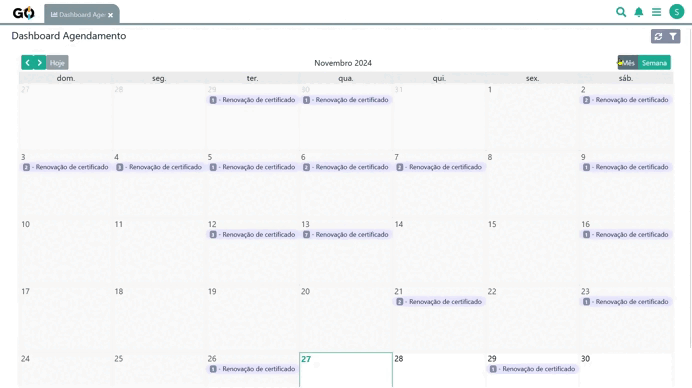 GO
Dashboard Agen
S
Dashboard Agendamento
Hoje
Novembro 2024
Mês Semana
dom. seg. ter. qua. qui. sex. sáb.
27 28 29 30 31 1 2
1 - Renovação de certificado 1 - Renovação de certificado 2 - Renovação de certificado
3 4 5 6 7 8 9
2 - Renovação de certificado 3 - Renovação de certificado 1 - Renovação de certificado 2 - Renovação de certificado 2 - Renovação de certificado 1 - Renovação de certificado
10 11 12 13 14 15 16
3 - Renovação de certificado 7 - Renovação de certificado 1 - Renovação de certificado
17 18 19 20 21 22 23
2 - Renovação de certificado 1 - Renovação de certificado
24 25 26 27 28 29 30
1 - Renovação de certificado 1 - Renovação de certificado